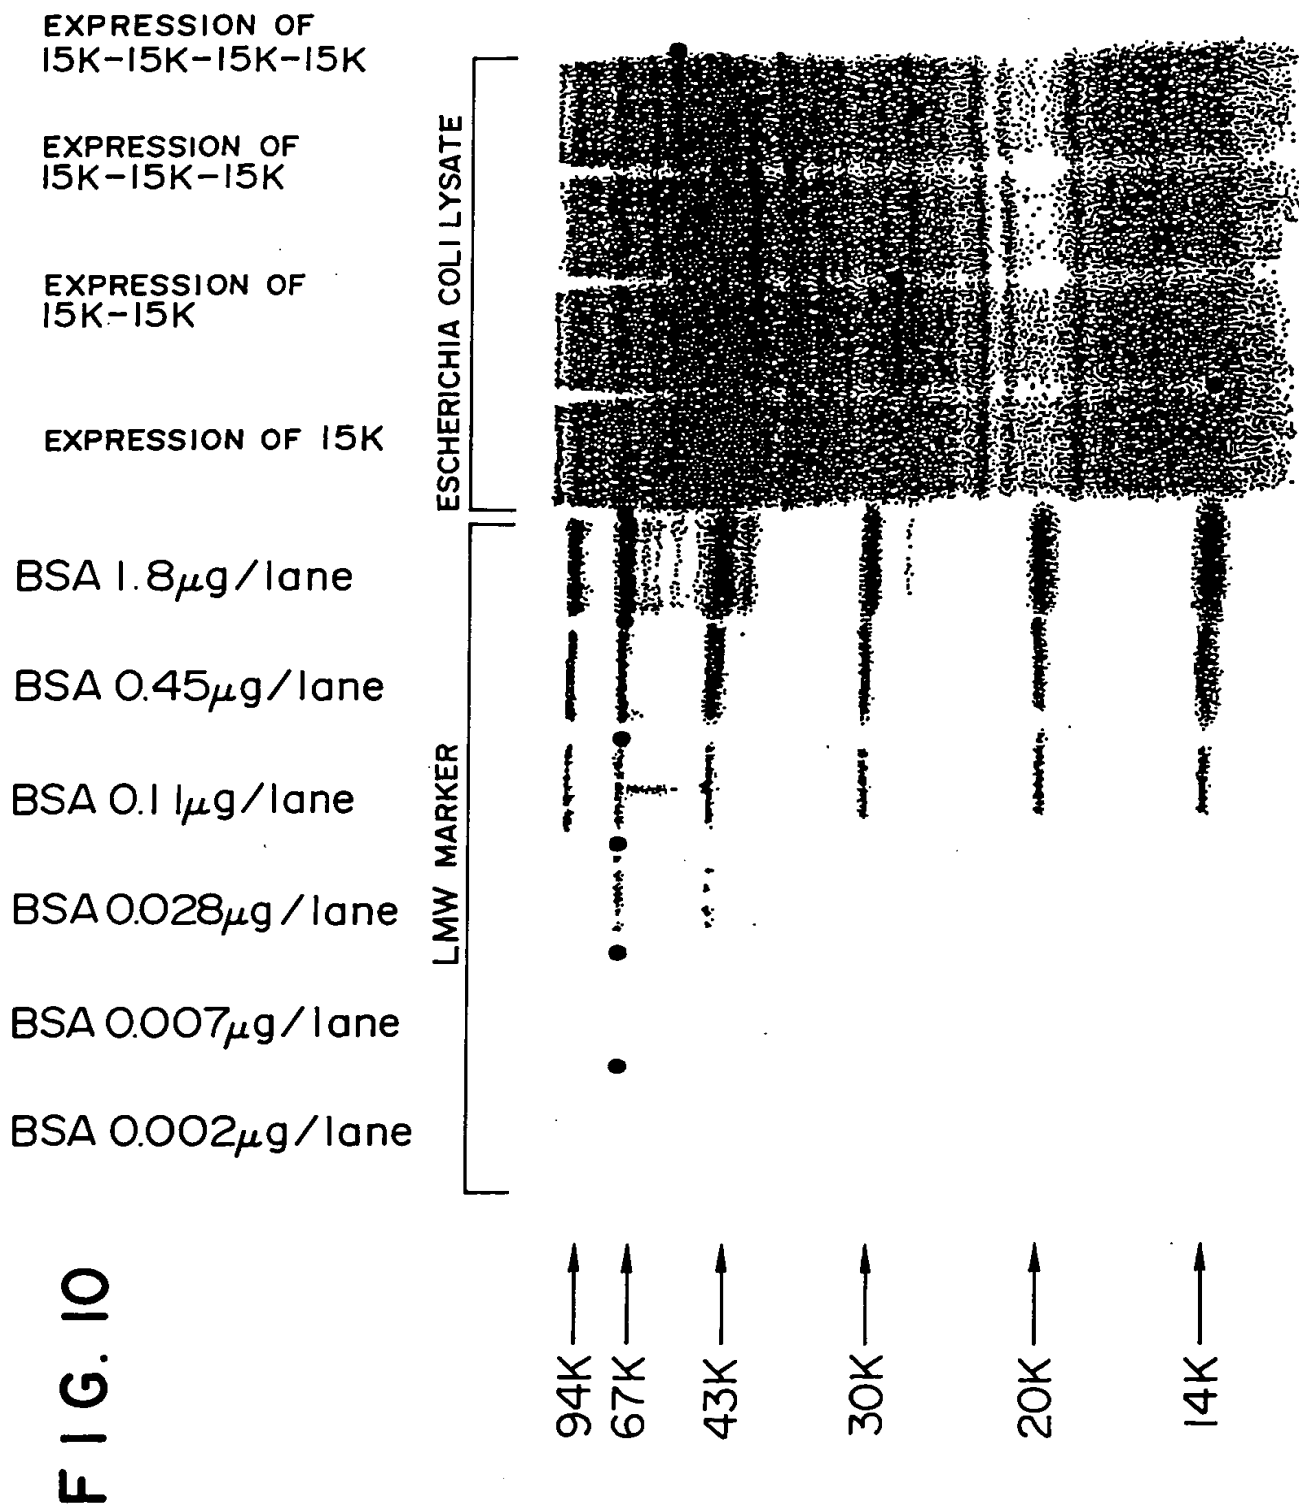 EXPRESSION OF
15K-15K-15K-15K
EXPRESSION OF
15K-15K-15K
EXPRESSION OF
15K-15K
EXPRESSION OF 15K
ESCHERICHIA COLI LYSATE
BSA 1.8μg/lane
BSA 0.45μg/lane
BSA 0.11μg/lane
BSA 0.028μg/lane
BSA 0.007μg/lane
BSA 0.002μg/lane
LMW MARKER
94K
67K
43K
30K
20K
14K
FIG. 10